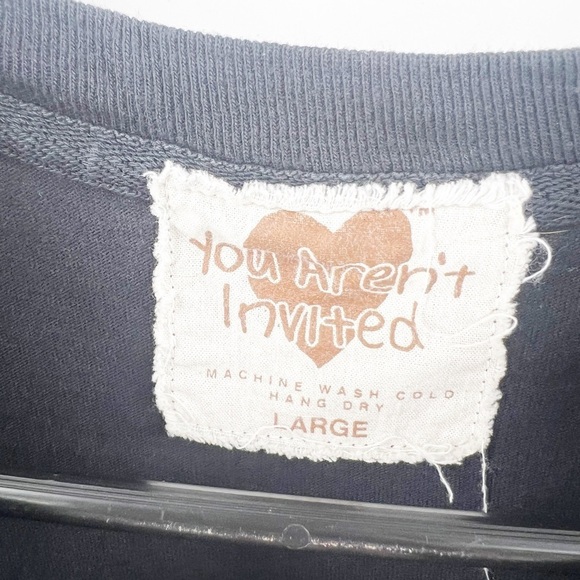 You Aren't
Invited
MACHINE WASH COLD
HANG DRY
LARGE